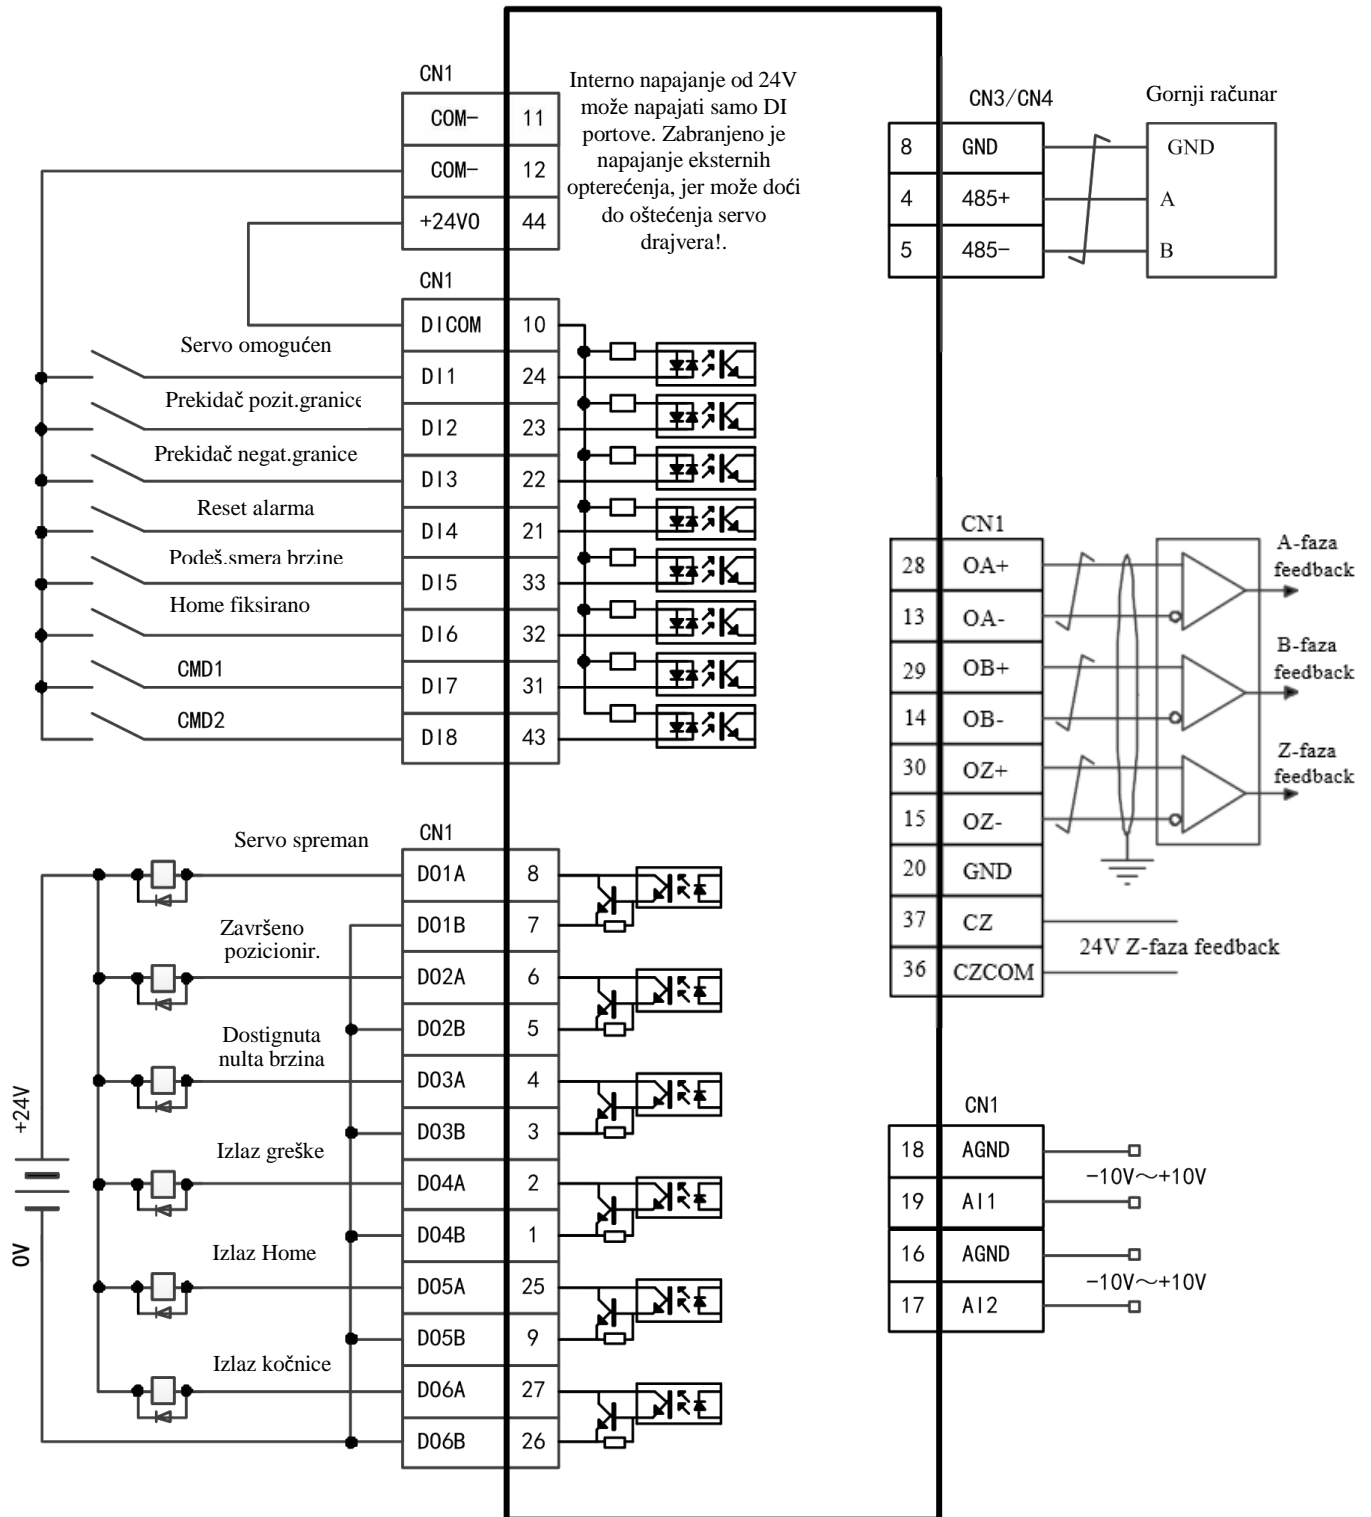 CN1
COM- 11
COM- 12
+24VO 44
Interno napajanje od 24V
može napajati samo DI
portove. Zabranjeno je
napajanje eksternih
opterećenja, jer može doći
do oštećenja servo
drajvera!.
CN1
DICOM 10
Servo omogućen
DI1 24
Prekidač pozit.granice
DI2 23
Prekidač negat.granice
DI3 22
Reset alarma
DI4 21
Podeš.smera brzine
DI5 33
Home fiksirano
DI6 32
CMD1
DI7 31
CMD2
DI8 43
CN1
Servo spreman
DO1A 8
DO1B 7
Završeno
pozicionir.
DO2A 6
DO2B 5
Dostignuta
nulta brzina
DO3A 4
DO3B 3
Izlaz greške
DO4A 2
DO4B 1
Izlaz Home
DO5A 25
DO5B 9
Izlaz kočnice
DO6A 27
DO6B 26
+24V
0V
CN3/CN4
Gornji računar
8 GND GND
4 485+ A
5 485- B
CN1
28 OA+
13 OA-
29 OB+
14 OB-
30 OZ+
15 OZ-
20 GND
37 CZ
36 CZCOM
A-faza
feedback
B-faza
feedback
Z-faza
feedback
24V Z-faza feedback
CN1
18 AGND
19 AI1
-10V~+10V
16 AGND
17 AI2
-10V~+10V